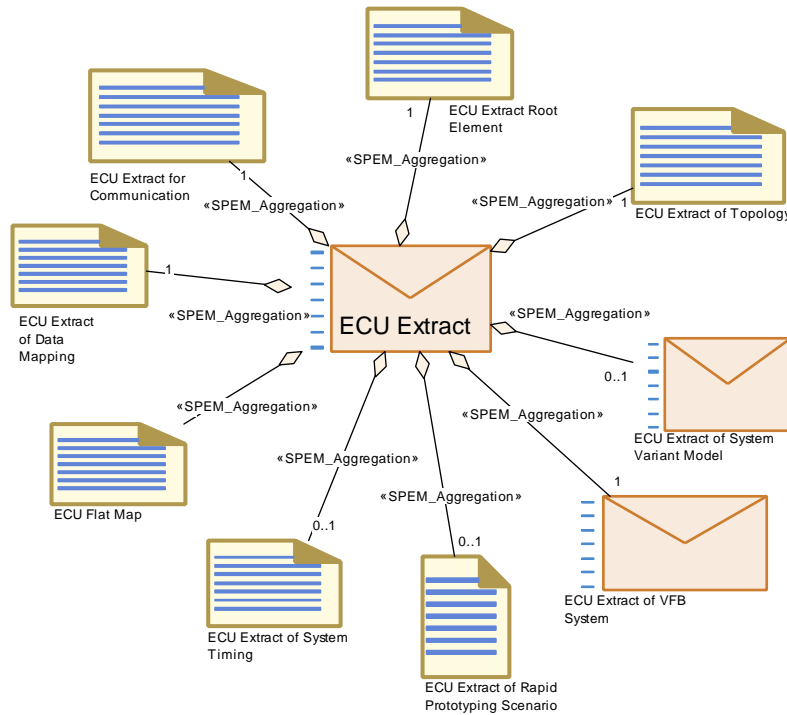 1
ECU Extract Root
Element
«SPEM_Aggregation»
ECU Extract for
Communication
1
«SPEM_Aggregation»
«SPEM_Aggregation»
1
ECU Extract of Topology
1
ECU Extract
of Data
Mapping
«SPEM_Aggregation»
ECU Extract
«SPEM_Aggregation»
0..1
ECU Extract of System
Variant Model
«SPEM_Aggregation»
ECU Flat Map
«SPEM_Aggregation»
1
ECU Extract of VFB
System
«SPEM_Aggregation»
0..1
ECU Extract of System
Timing
«SPEM_Aggregation»
0..1
ECU Extract of Rapid
Prototyping Scenario